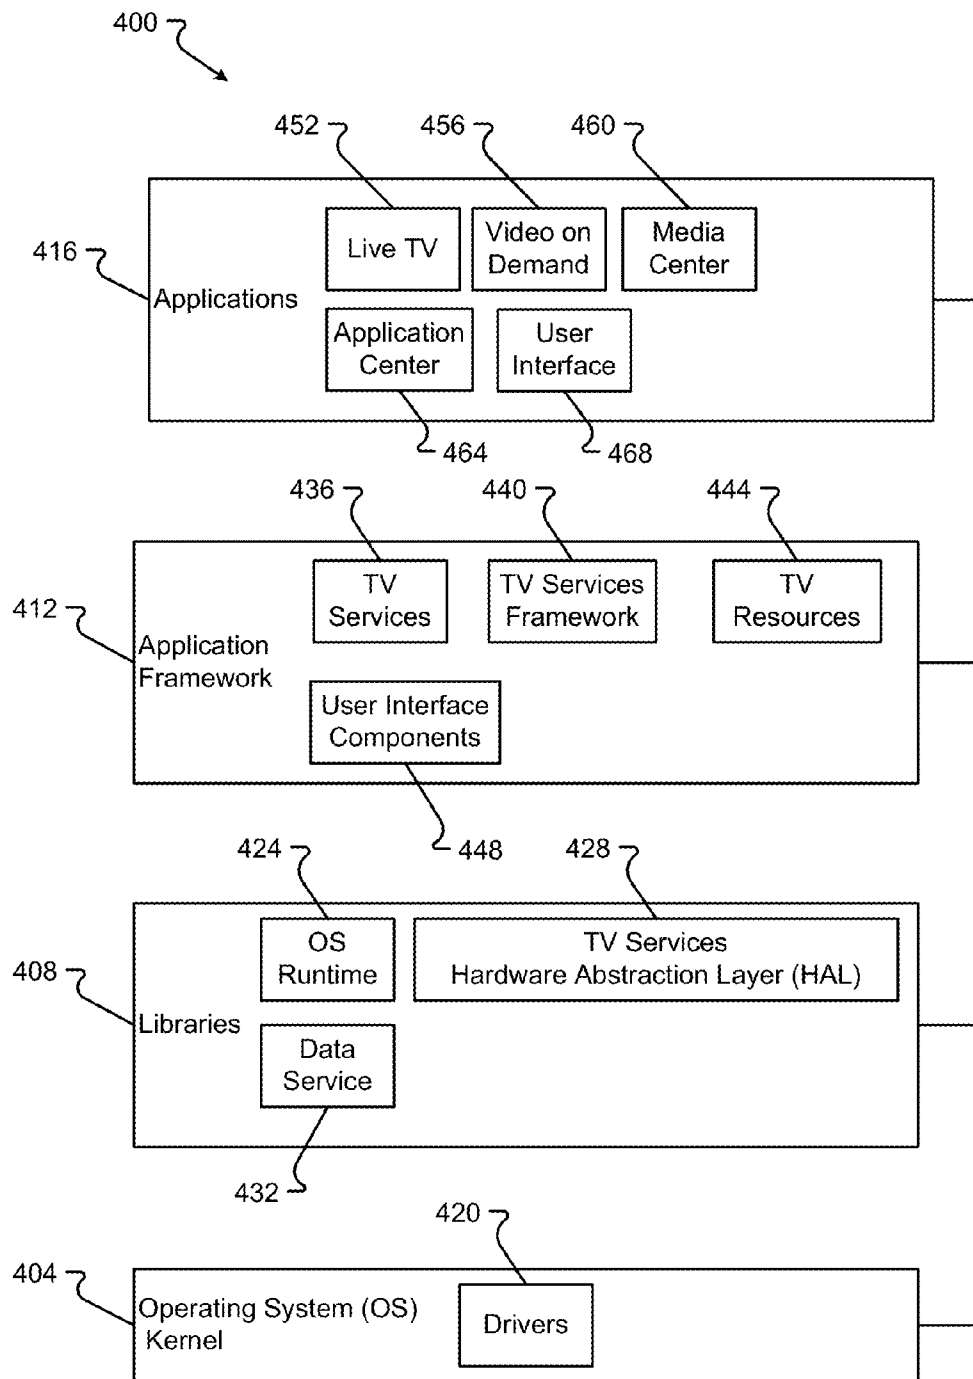 400
452
456
460
416
Live TV
Video on
Demand
Media
Center
Applications
Application
Center
User
Interface
464
468
436
440
444
412
TV
Services
TV Services
Framework
TV
Resources
Application
Framework
User Interface
Components
448
424
428
408
OS
Runtime
TV Services
Hardware Abstraction Layer (HAL)
Libraries
Data
Service
432
420
404
Operating System (OS)
Kernel
Drivers